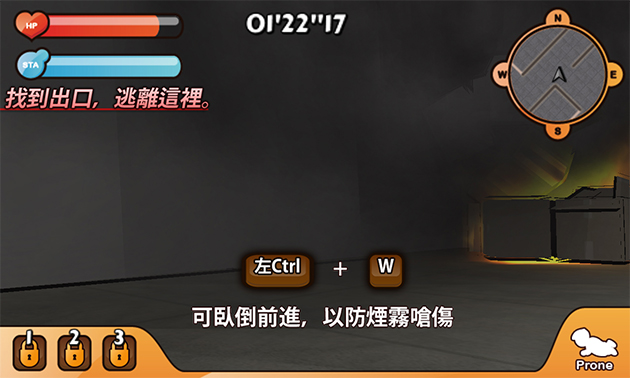 HP
01'22"17
STA
找到出口，逃離這裡。
N
W
E
S
左Ctrl + W
可臥倒前進，以防煙霧嗆傷
1 2 3
Prone